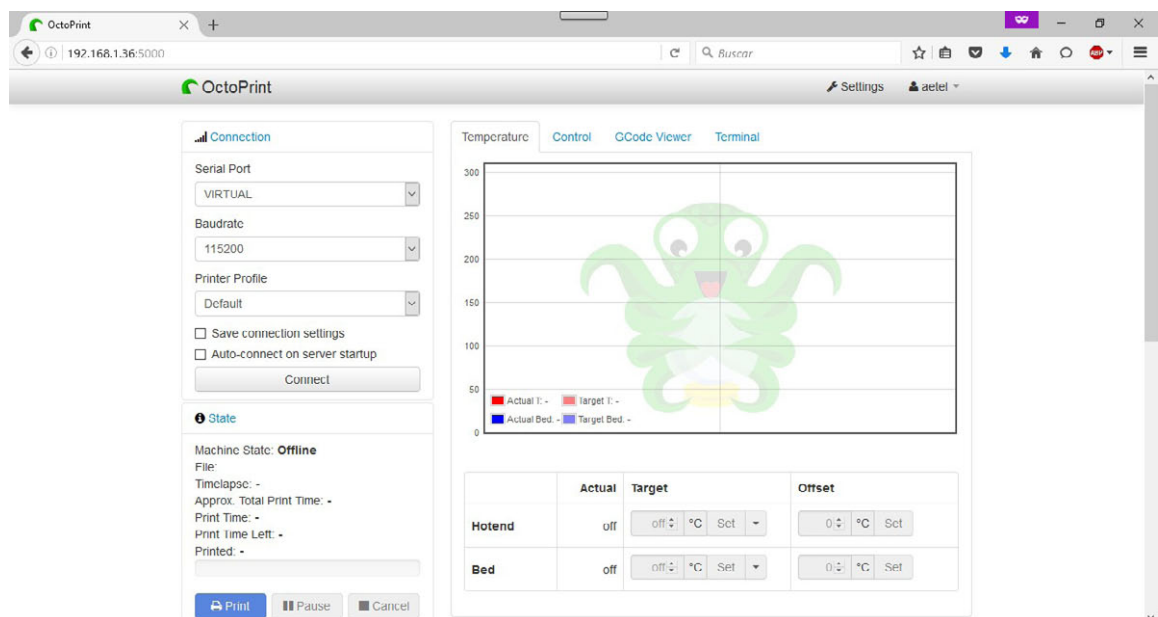 OctoPrint
192.168.1.36:5000
Buscar
ABP
OctoPrint
Settings
aetel
Connection
Serial Port
VIRTUAL
Baudrate
115200
Printer Profile
Default
Save connection settings
Auto-connect on server startup
Connect
State
Machine State: Offline
File:
Timelapse: -
Approx. Total Print Time: -
Print Time: -
Print Time Left: -
Printed: -
Print
Pause
Cancel
Temperature
Control
GCode Viewer
Terminal
300
250
200
150
100
50
0
Actual T: -
Target T: -
Actual Bed: -
Target Bed: -
Actual
Target
Offset
Hotend
off
off
°C
Set
0
°C
Set
Bed
off
off
°C
Set
0
°C
Set